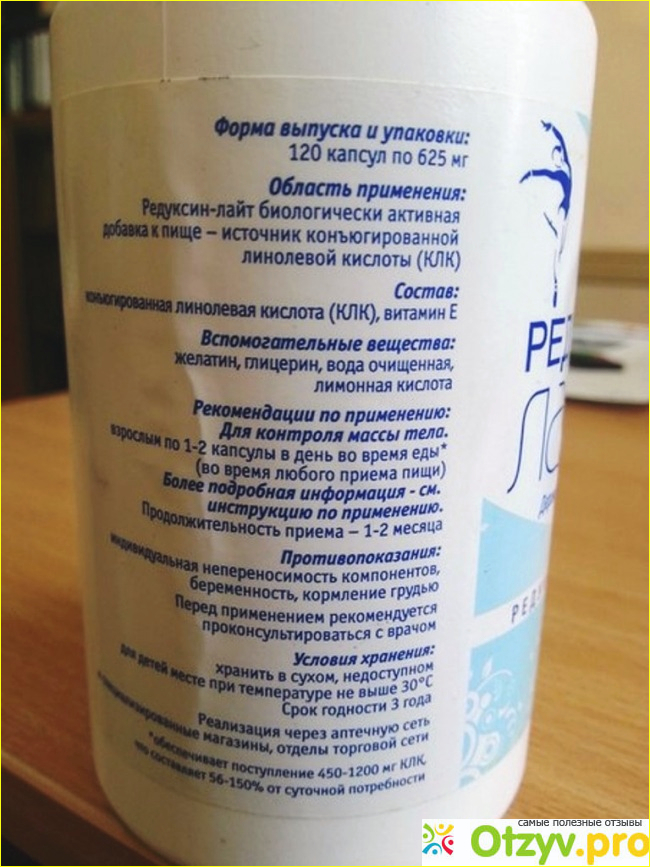 Форма выпуска и упаковки:
120 капсул по 625 мг
Область применения:
Редуксин-лайт биологически активная
добавка к пище – источник конъюгированной
линолевой кислоты (КЛК)
Состав:
конъюгированная линолевая кислота (КЛК), витамин Е
Вспомогательные вещества:
желатин, глицерин, вода очищенная,
лимонная кислота
Рекомендации по применению:
Для контроля массы тела.
взрослым по 1-2 капсулы в день во время еды*
(во время любого приема пищи)
Более подробная информация - см.
инструкцию по применению.
Продолжительность приема – 1-2 месяца
Противопоказания:
индивидуальная непереносимость компонентов,
беременность, кормление грудью
Перед применением рекомендуется
проконсультироваться с врачом
Условия хранения:
хранить в сухом, недоступном
для детей месте при температуре не выше 30°С
Срок годности 3 года
Реализация через аптечную сеть
и специализированные магазины, отделы торговой сети
*обеспечивает поступление 450-1200 мг КЛК,
что составляет 56-150% от суточной потребности
РЕД
Ла
РЕДУ
самые полезные отзывы
Otzyv.pro